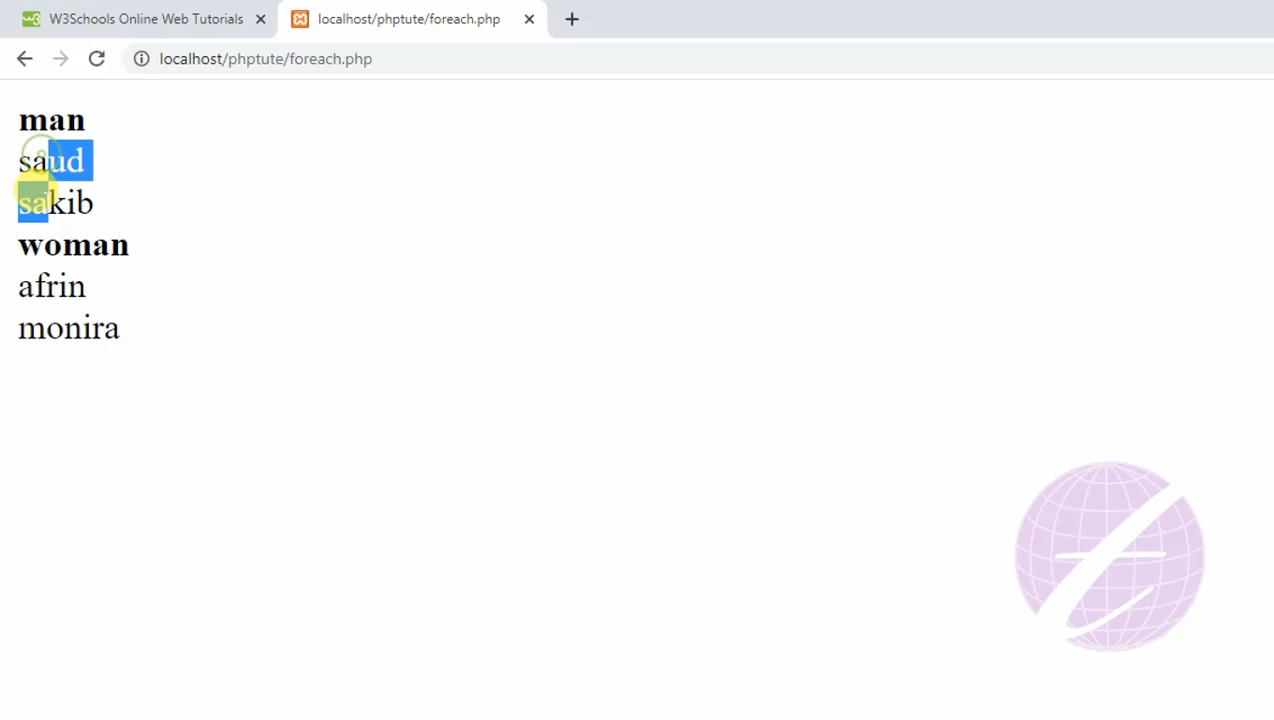 W3Schools Online Web Tutorials
localhost/phptute/foreach.php
localhost/phptute/foreach.php
man
saud
sakib
woman
afrin
monira